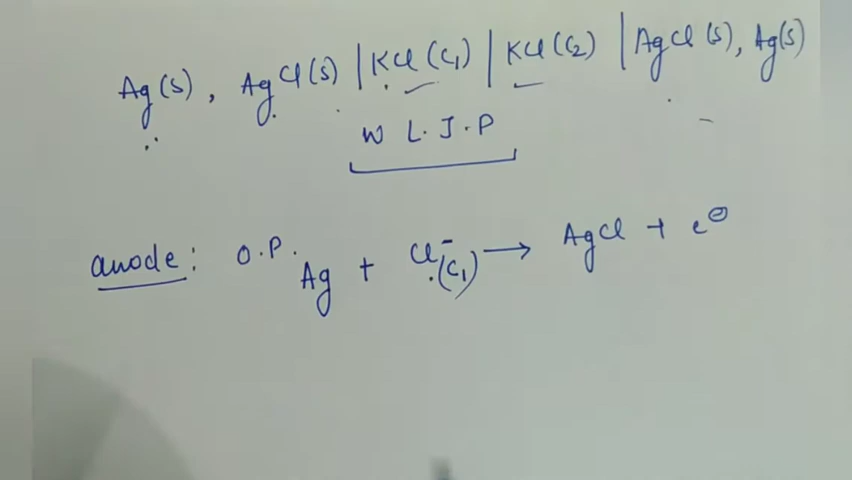 Ag(s), AgCl(s) | KCl(C₁) | KCl(C₂) | AgCl(s), Ag(s)
W L.J.P
anode: O.P. Ag + Cl⁻(C₁) → AgCl + e⊖